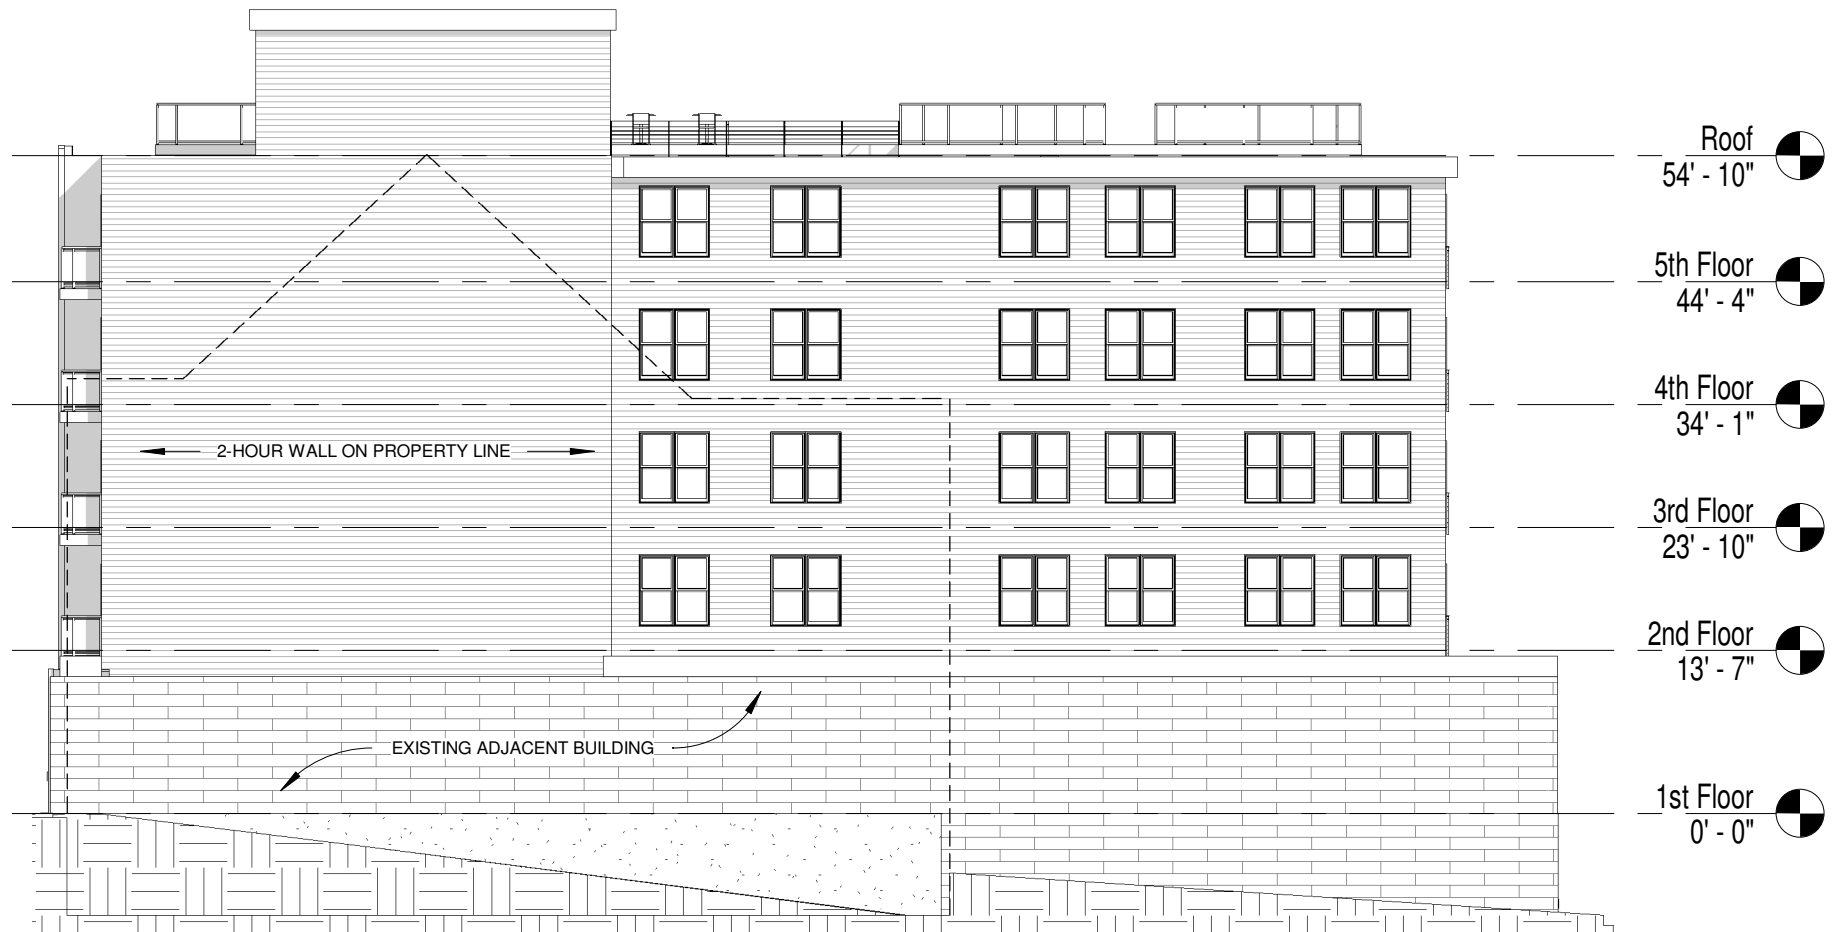 Roof
54' - 10"
5th Floor
44' - 4"
4th Floor
34' - 1"
2-HOUR WALL ON PROPERTY LINE
3rd Floor
23' - 10"
2nd Floor
13' - 7"
EXISTING ADJACENT BUILDING
1st Floor
0' - 0"